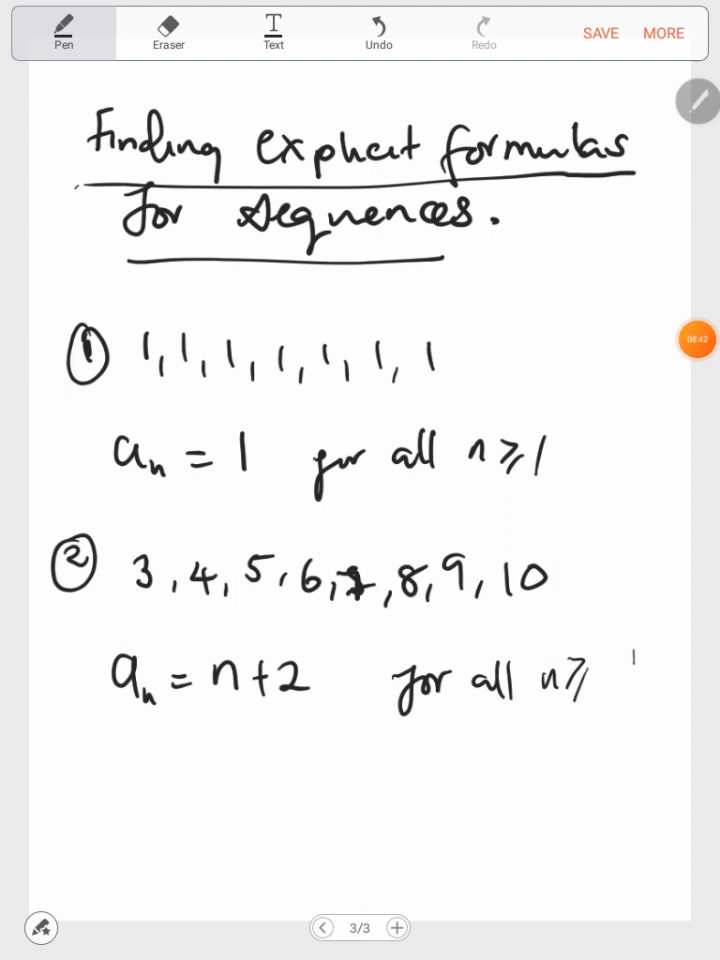 Pen Eraser Text Undo Redo SAVE MORE
Finding explicit formulas
for sequences.
08:42
① 1, 1, 1, 1, 1, 1, 1
aₙ = 1 for all n ⩾ 1
② 3, 4, 5, 6, 7, 8, 9, 10
aₙ = n + 2 for all n ⩾ 1
3/3